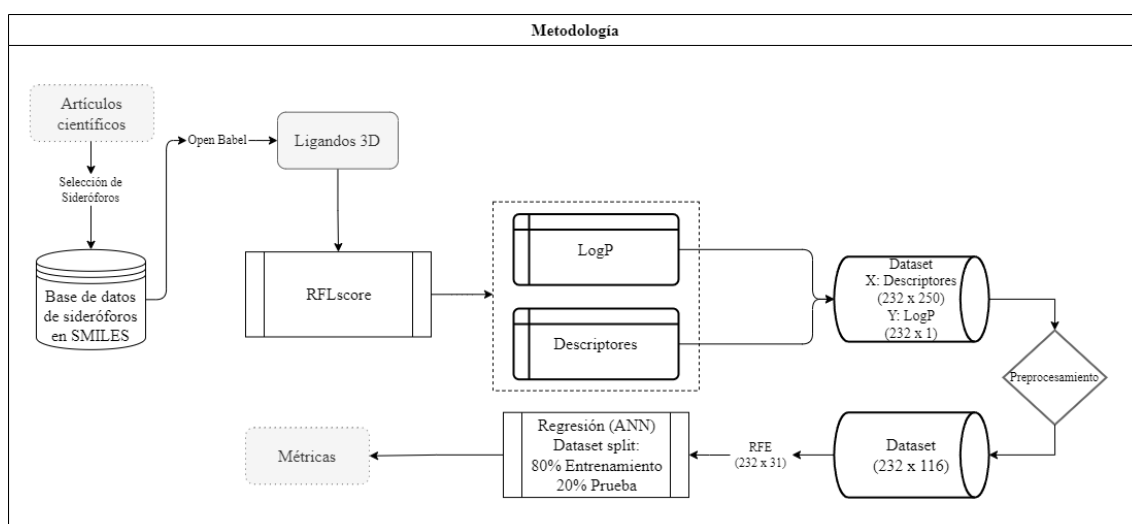 Metodología
Artículos
científicos
Selección de
Sideróforos
Base de datos
de sideróforos
en SMILES
Open Babel
Ligandos 3D
RFLscore
LogP
Descriptores
Dataset
X: Descriptores
(232 x 250)
Y: LogP
(232 x 1)
Preprocesamiento
Dataset
(232 x 116)
RFE
(232 x 31)
Regresión (ANN)
Dataset split:
80% Entrenamiento
20% Prueba
Métricas